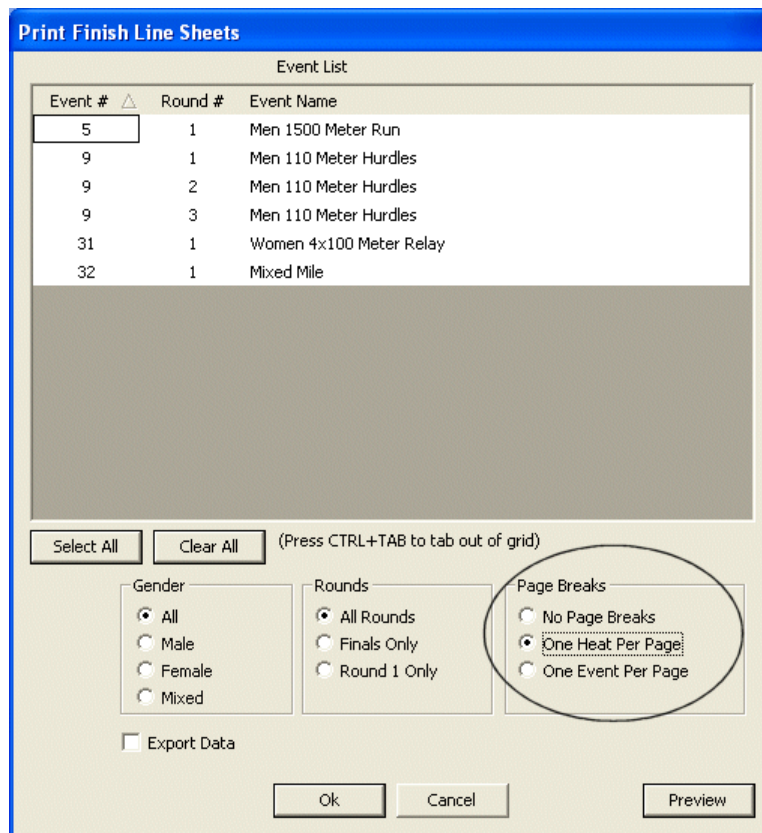 Print Finish Line Sheets
Event List
Event # Round # Event Name
5 1 Men 1500 Meter Run
9 1 Men 110 Meter Hurdles
9 2 Men 110 Meter Hurdles
9 3 Men 110 Meter Hurdles
31 1 Women 4x100 Meter Relay
32 1 Mixed Mile
Select All Clear All (Press CTRL+TAB to tab out of grid)
Gender Rounds Page Breaks
All All Rounds No Page Breaks
Male Finals Only One Heat Per Page
Female Round 1 Only One Event Per Page
Mixed
Export Data
Ok Cancel Preview